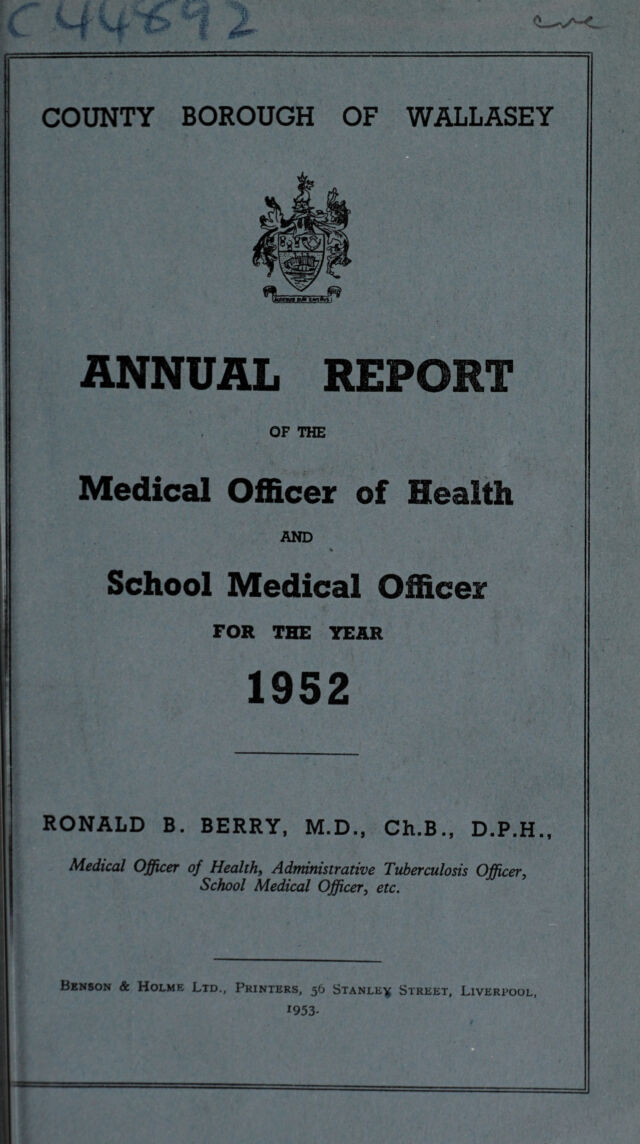 C44892
COUNTY BOROUGH OF WALLASEY
ANNUAL REPORT
OF THE
Medical Officer of Health
AND
School Medical Officer
FOR THE YEAR
1952
RONALD B. BERRY, M.D., Ch.B., D.P.H.,
Medical Officer of Health, Administrative Tuberculosis Officer,
School Medical Officer, etc.
BENSON & HOLME LTD., PRINTERS, 56 STANLEY STREET, LIVERPOOL,
1953.